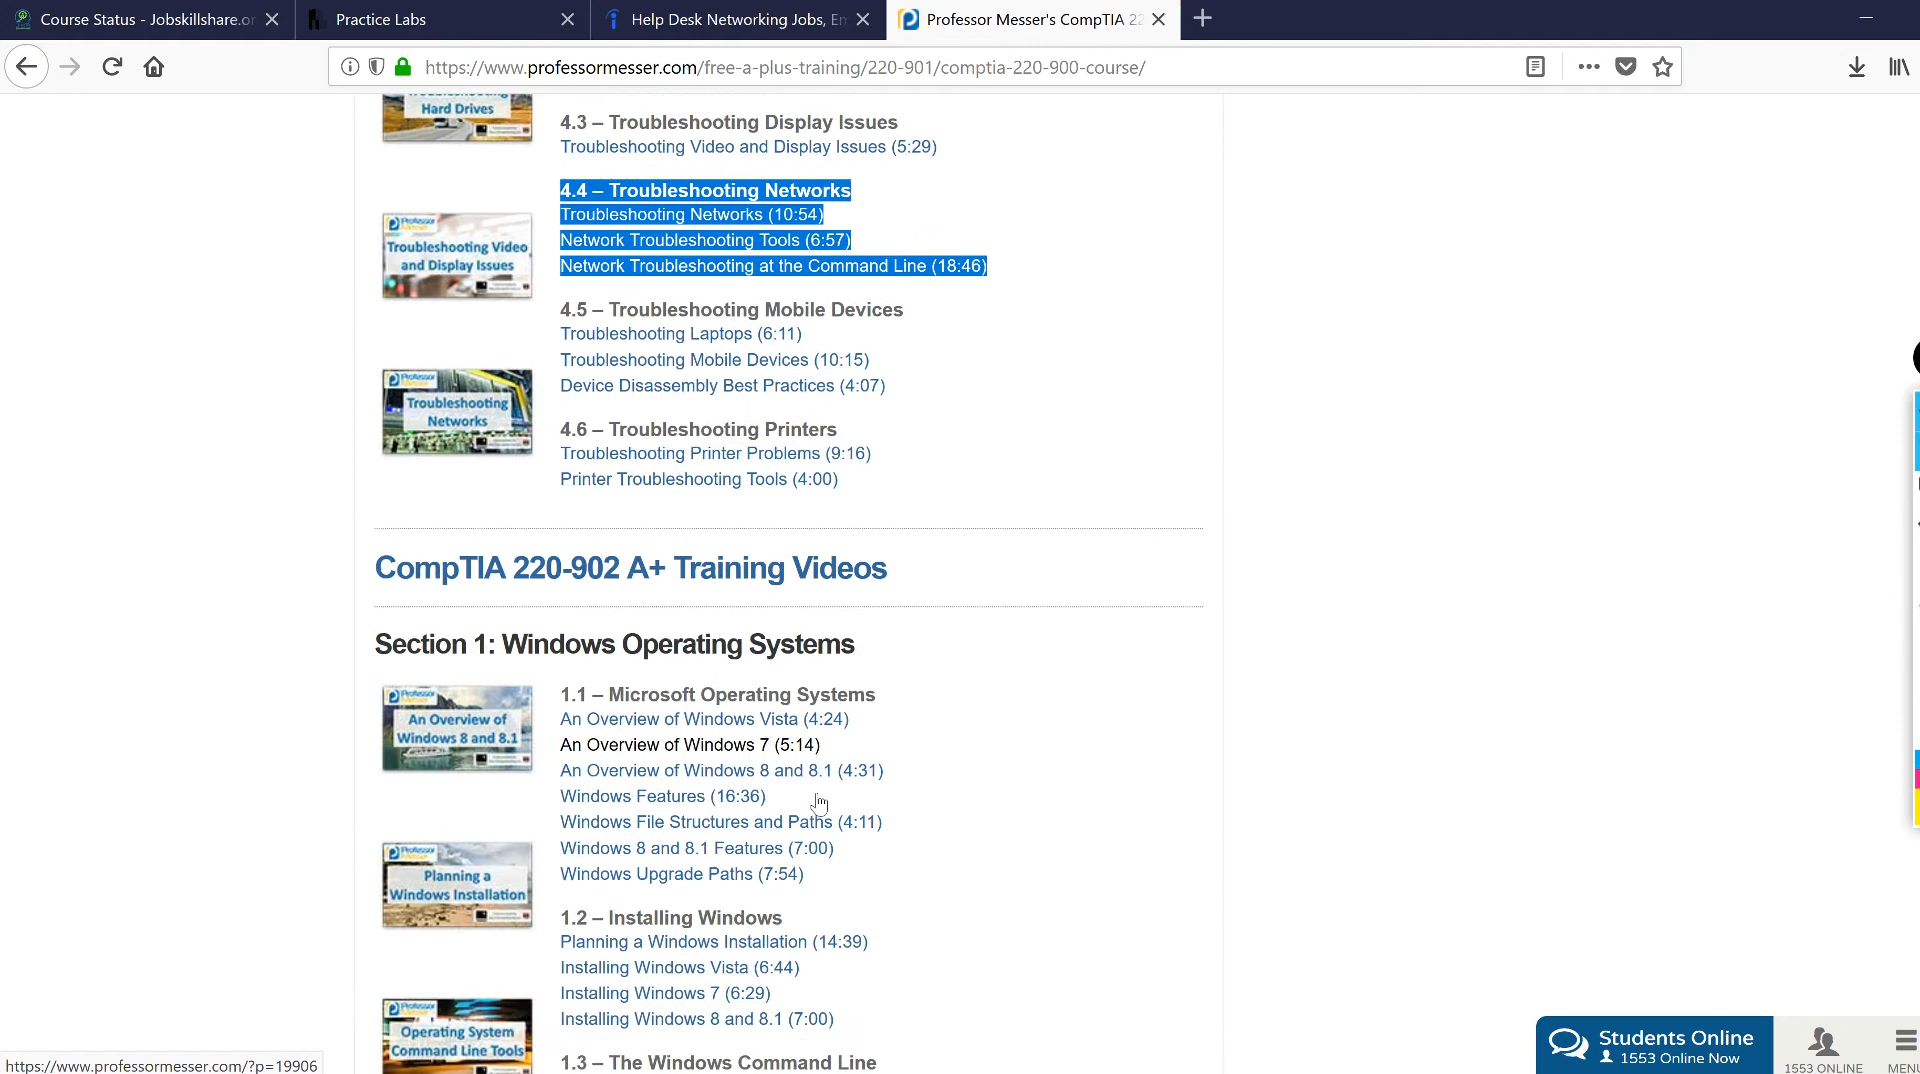 Course Status - Jobskillshare.or
Practice Labs
Help Desk Networking Jobs, Em
Professor Messer's CompTIA 22
https://www.professormesser.com/free-a-plus-training/220-901/comptia-220-900-course/
Hard Drives
4.3 – Troubleshooting Display Issues
Troubleshooting Video and Display Issues (5:29)
4.4 – Troubleshooting Networks
Troubleshooting Networks (10:54)
Network Troubleshooting Tools (6:57)
Network Troubleshooting at the Command Line (18:46)
Professor
Troubleshooting Video
and Display Issues
4.5 – Troubleshooting Mobile Devices
Troubleshooting Laptops (6:11)
Troubleshooting Mobile Devices (10:15)
Device Disassembly Best Practices (4:07)
Professor
Troubleshooting
Networks
4.6 – Troubleshooting Printers
Troubleshooting Printer Problems (9:16)
Printer Troubleshooting Tools (4:00)
CompTIA 220-902 A+ Training Videos
Section 1: Windows Operating Systems
Professor
An Overview of
Windows 8 and 8.1
1.1 – Microsoft Operating Systems
An Overview of Windows Vista (4:24)
An Overview of Windows 7 (5:14)
An Overview of Windows 8 and 8.1 (4:31)
Windows Features (16:36)
Windows File Structures and Paths (4:11)
Windows 8 and 8.1 Features (7:00)
Windows Upgrade Paths (7:54)
Professor
Planning a
Windows Installation
1.2 – Installing Windows
Planning a Windows Installation (14:39)
Installing Windows Vista (6:44)
Installing Windows 7 (6:29)
Installing Windows 8 and 8.1 (7:00)
Professor
Operating System
Command Line Tools
1.3 – The Windows Command Line
Students Online
1553 Online Now
1553 ONLINE
MENU
https://www.professormesser.com/?p=19906